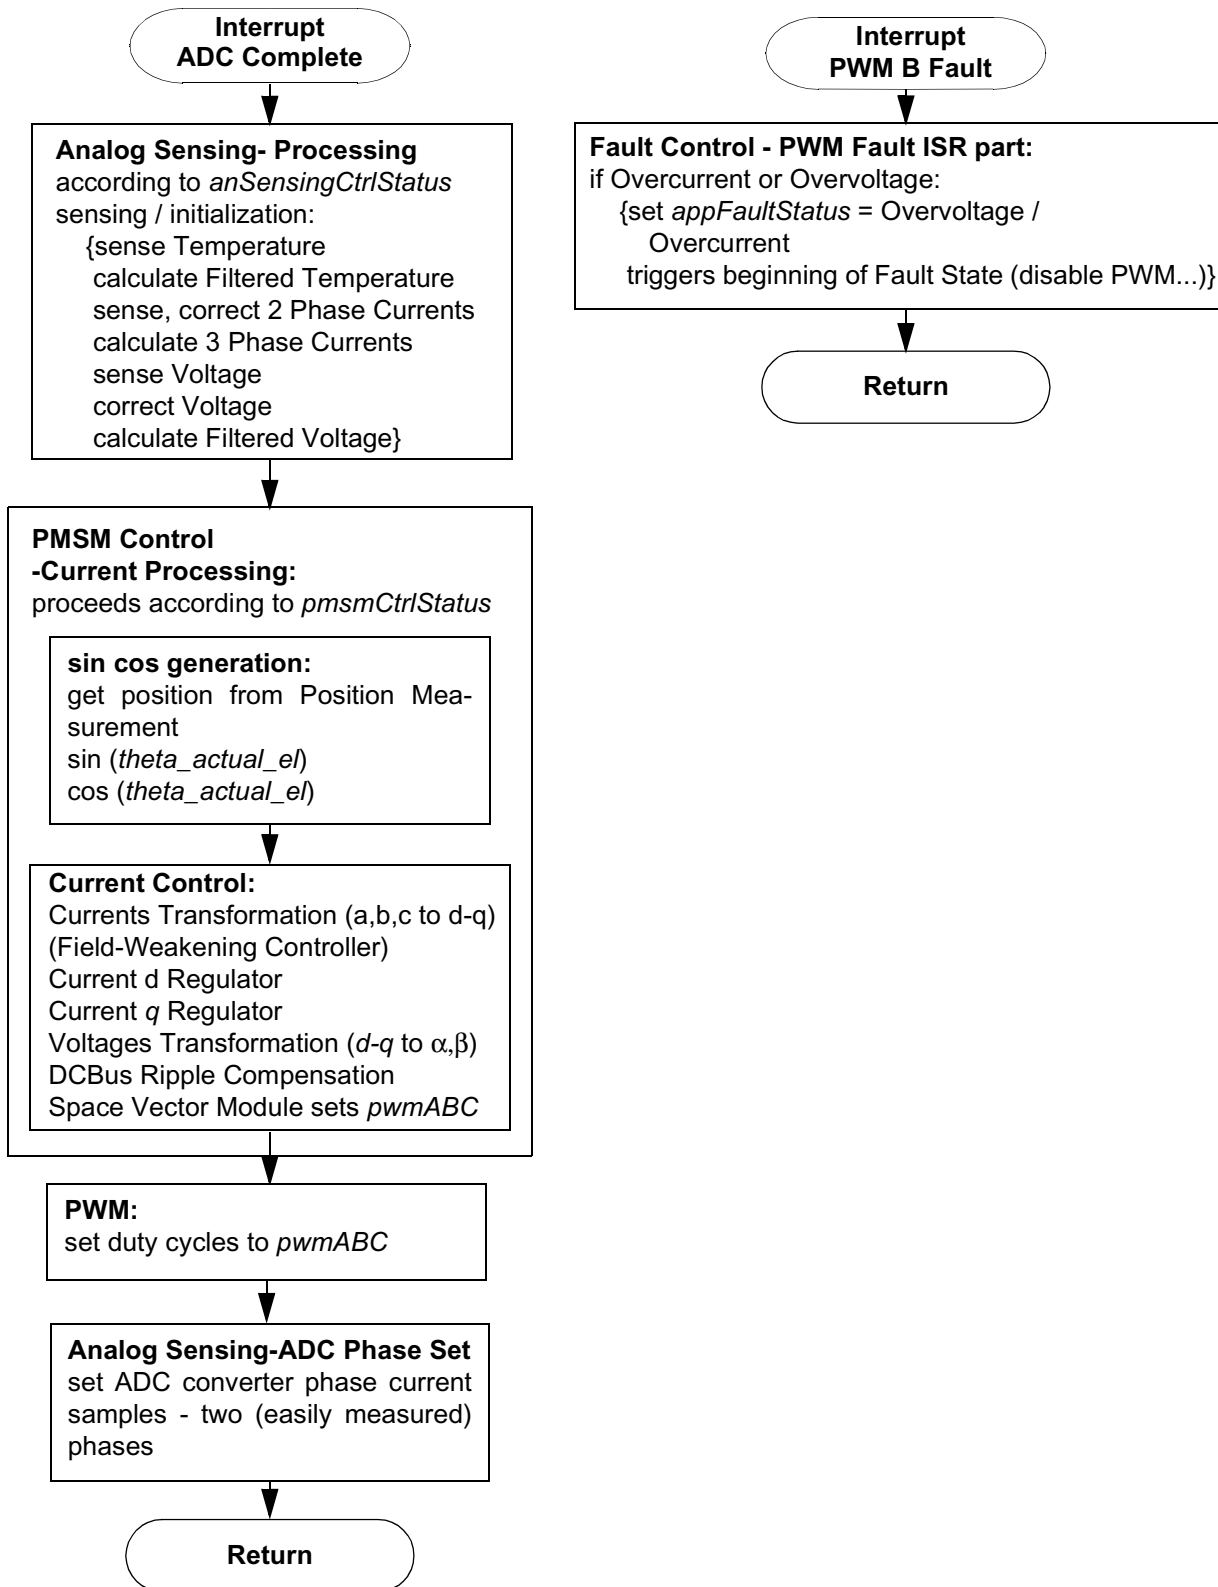 Interrupt
ADC Complete
Analog Sensing- Processing
according to anSensingCtrlStatus
sensing / initialization:
{sense Temperature
calculate Filtered Temperature
sense, correct 2 Phase Currents
calculate 3 Phase Currents
sense Voltage
correct Voltage
calculate Filtered Voltage}
PMSM Control
-Current Processing:
proceeds according to pmsmCtrlStatus
sin cos generation:
get position from Position Mea-
surement
sin (theta_actual_el)
cos (theta_actual_el)
Current Control:
Currents Transformation (a,b,c to d-q)
(Field-Weakening Controller)
Current d Regulator
Current q Regulator
Voltages Transformation (d-q to α,β)
DCBus Ripple Compensation
Space Vector Module sets pwmABC
PWM:
set duty cycles to pwmABC
Analog Sensing-ADC Phase Set
set ADC converter phase current
samples - two (easily measured)
phases
Return
Interrupt
PWM B Fault
Fault Control - PWM Fault ISR part:
if Overcurrent or Overvoltage:
{set appFaultStatus = Overvoltage /
Overcurrent
triggers beginning of Fault State (disable PWM...)}
Return